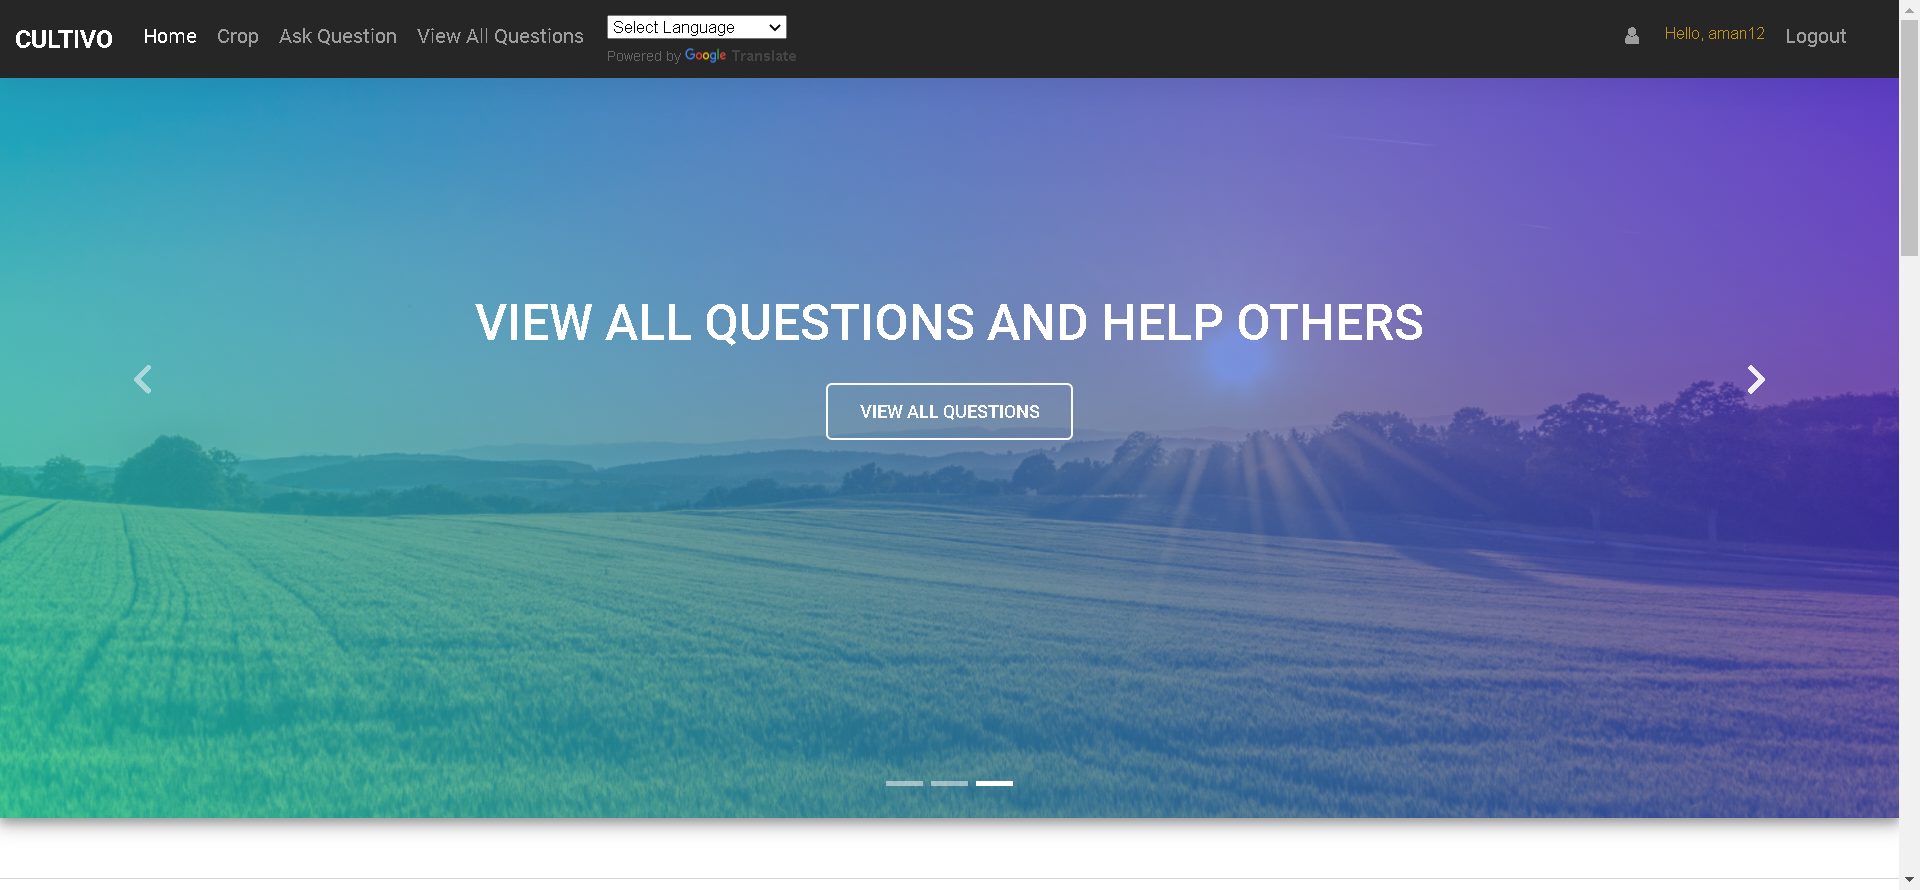 CULTIVO Home Crop Ask Question View All Questions Select Language Hello, aman12 Logout
Powered by Google Translate
VIEW ALL QUESTIONS AND HELP OTHERS
VIEW ALL QUESTIONS